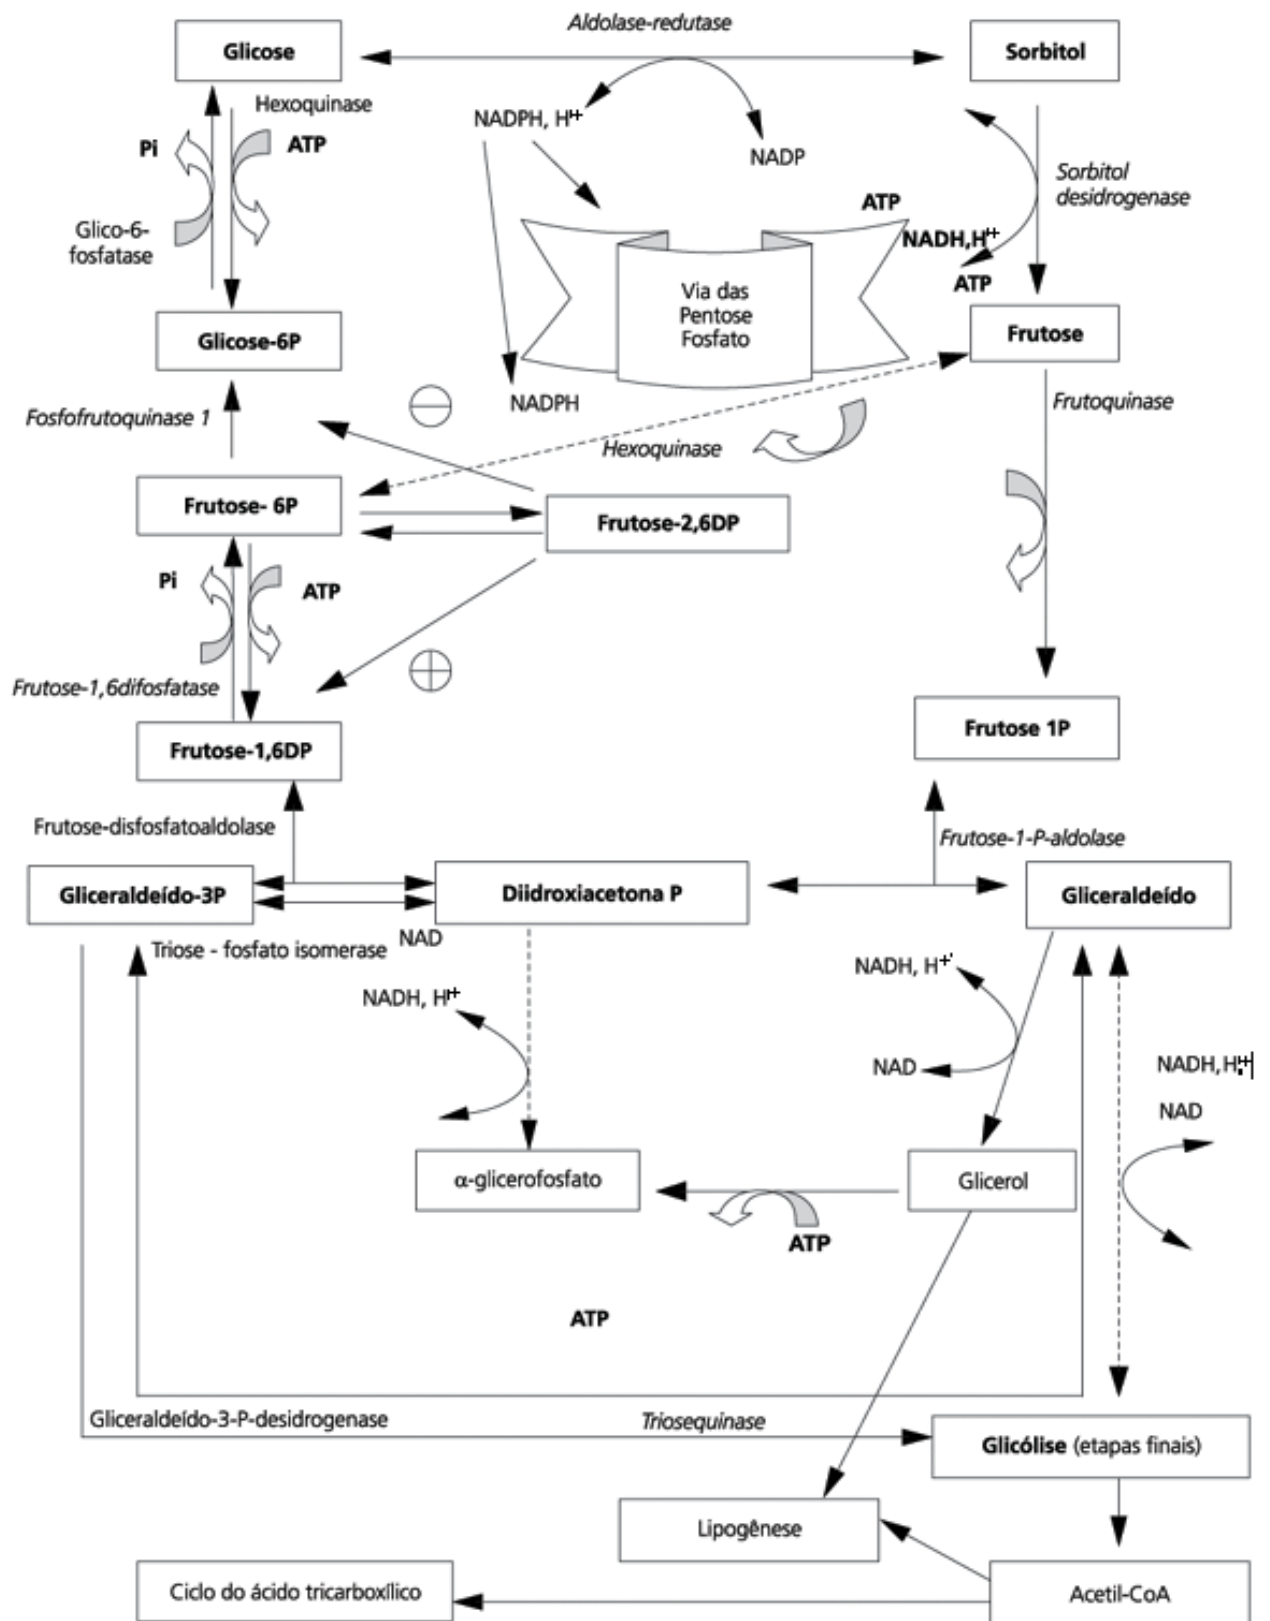 Aldolase-redutase
Glicose
Sorbitol
Hexoquinase
NADPH, H+
Pi
ATP
NADP
Sorbitol
desidrogenase
ATP
Glico-6-
fosfatase
NADH,H+
ATP
Via das
Pentose
Fosfato
Glicose-6P
Frutose
Fosfofrutoquinase 1
NADPH
Frutoquinase
Hexoquinase
Frutose- 6P
Frutose-2,6DP
Pi
ATP
Frutose-1,6difosfatase
Frutose 1P
Frutose-1,6DP
Frutose-disfosfatoaldolase
Frutose-1-P-aldolase
Gliceraldeído-3P
Diidroxiacetona P
Gliceraldeído
Triose - fosfato isomerase
NAD
NADH, H+
NADH, H+
NAD
NADH,H+
NAD
α-glicerofosfato
Glicerol
ATP
ATP
Gliceraldeído-3-P-desidrogenase
Triosequinase
Glicólise (etapas finais)
Lipogênese
Ciclo do ácido tricarboxílico
Acetil-CoA